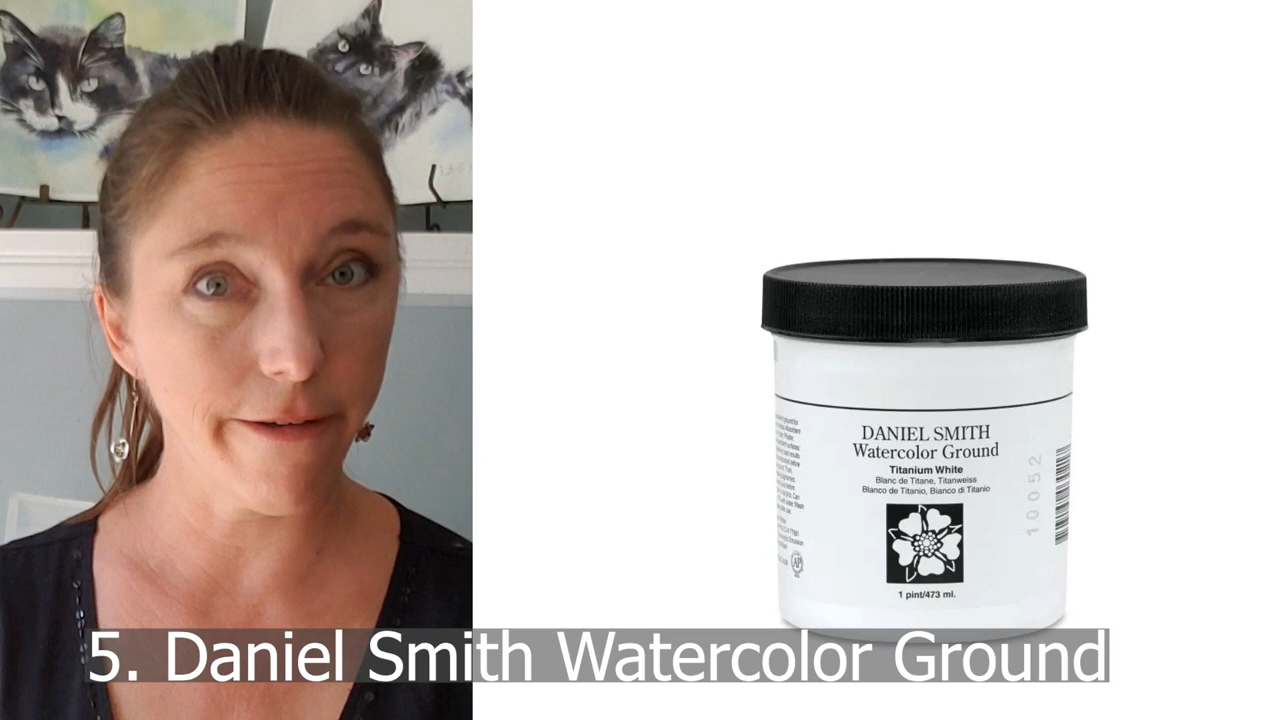 DANIEL SMITH
Watercolor Ground
Titanium White
Blanc de Titane, Titanweiss
Blanco de Titanio, Bianco di Titanio
10052
1 pint/473 ml.
5. Daniel Smith Watercolor Ground